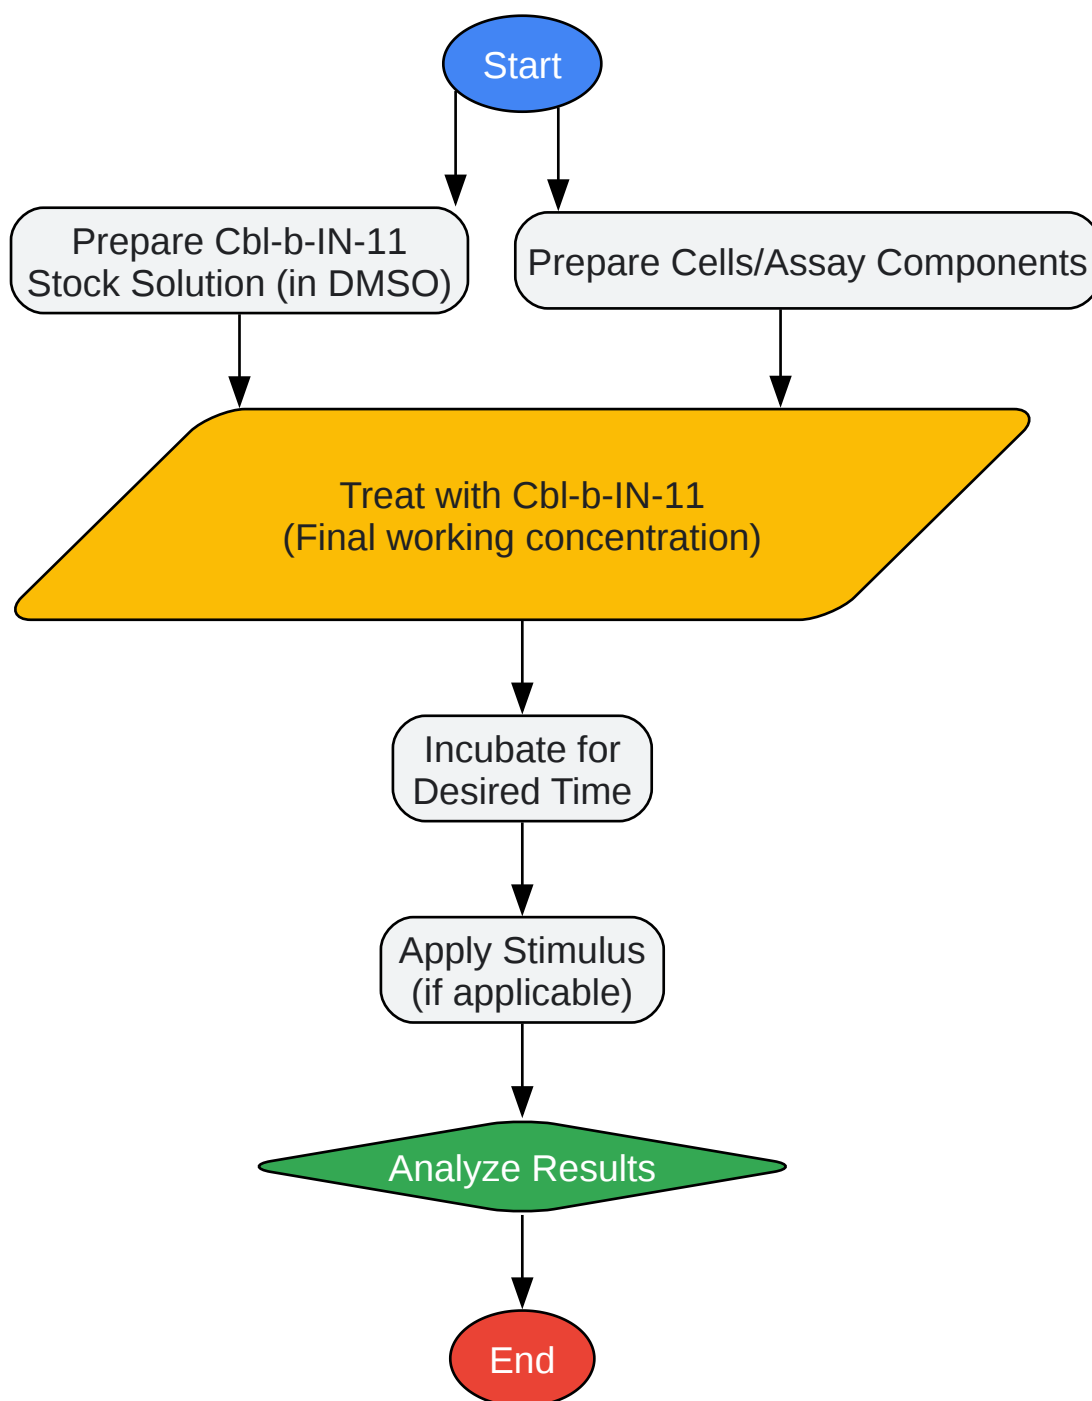 Start
Prepare Cbl-b-IN-11
Stock Solution (in DMSO)
Prepare Cells/Assay Components
Treat with Cbl-b-IN-11
(Final working concentration)
Incubate for
Desired Time
Apply Stimulus
(if applicable)
Analyze Results
End